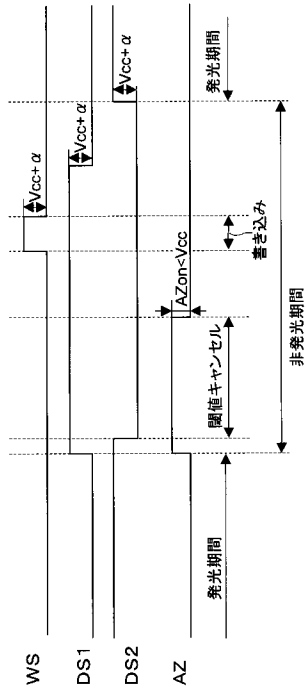 WS
Vcc+α
DS1
Vcc+α
DS2
Vcc+α
AZ
AZon<Vcc
発光期間
閾値キャンセル
書き込み
発光期間
非発光期間